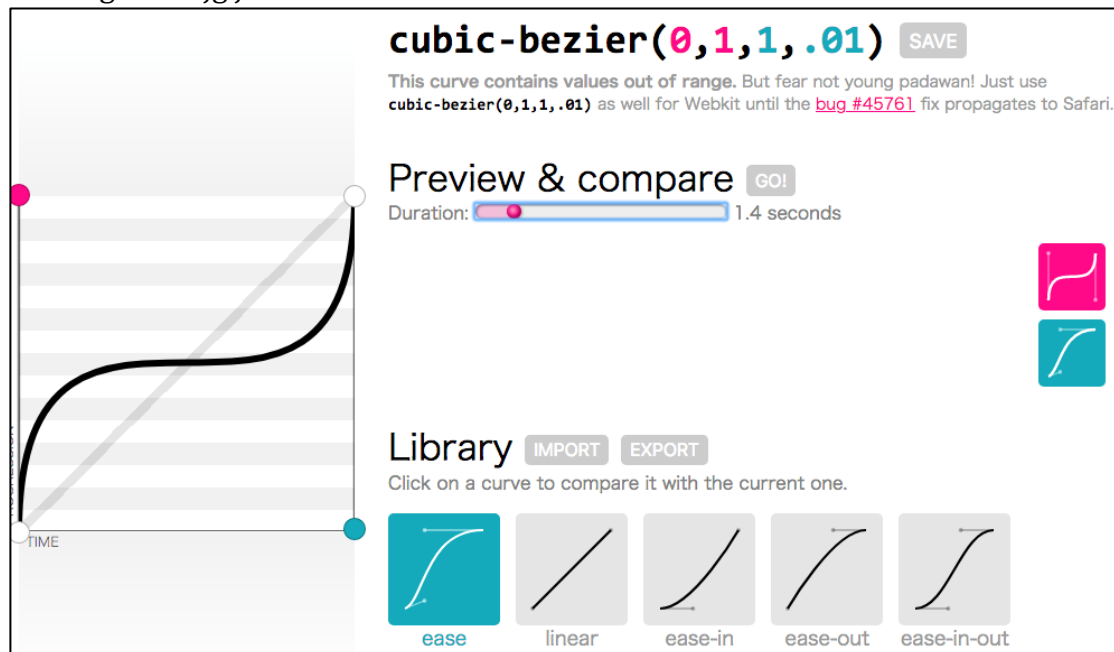 cubic-bezier(0,1,1,.01) SAVE
This curve contains values out of range. But fear not young padawan! Just use
cubic-bezier(0,1,1,.01) as well for Webkit until the bug #45761 fix propagates to Safari.
Preview & compare GO!
Duration: 1.4 seconds
TIME
Library IMPORT EXPORT
Click on a curve to compare it with the current one.
ease linear ease-in ease-out ease-in-out